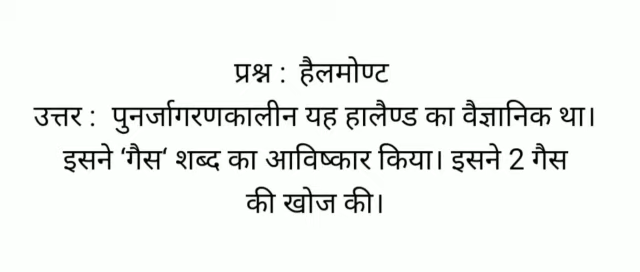 प्रश्न : हैलमोण्ट
उत्तर : पुनर्जागरणकालीन यह हालैण्ड का वैज्ञानिक था।
इसने ‘गैस‘ शब्द का आविष्कार किया। इसने 2 गैस
की खोज की।